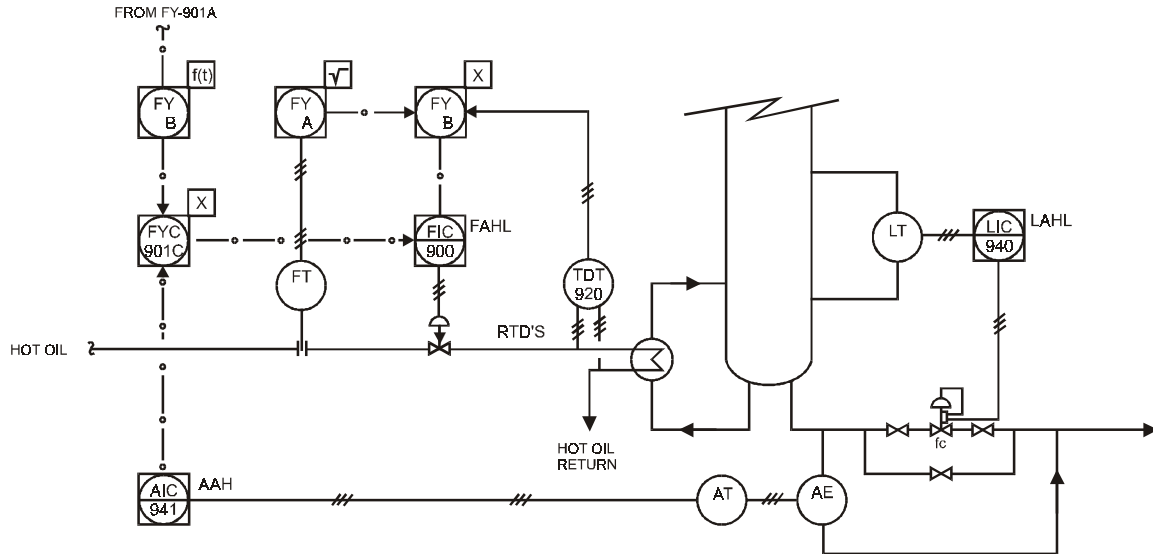 FROM FY-901A
f(t)
√
X
FY
B
FY
A
FY
B
X
FYC
901C
FIC
900
FAHL
LT
LIC
940
LAHL
FT
TDT
920
RTD'S
HOT OIL
HOT OIL
RETURN
fc
AIC
941
AAH
AT
AE